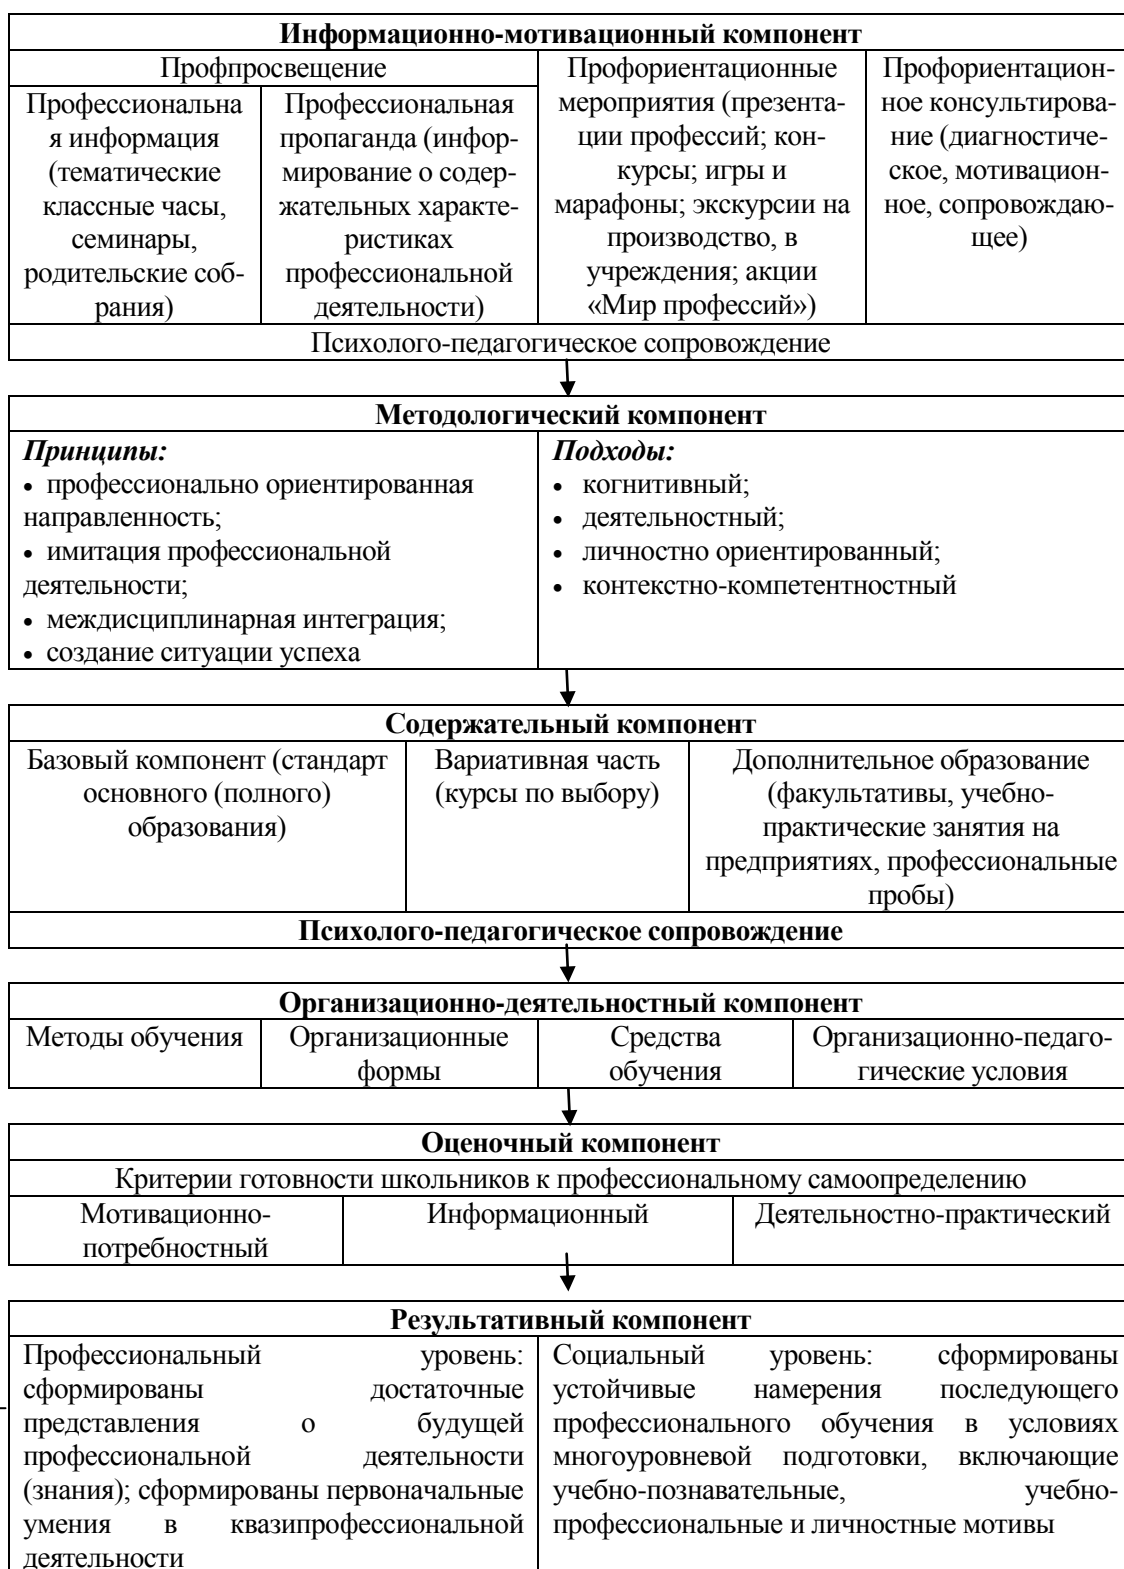 Информационно-мотивационный компонент
Профпросвещение
Профессиональна
я информация
(тематические
классные часы,
семинары,
родительские соб-
рания)
Профессиональная
пропаганда (инфор-
мирование о содер-
жательных характе-
ристиках
профессиональной
деятельности)
Профориентационные
мероприятия (презента-
ции профессий; кон-
курсы; игры и
марафоны; экскурсии на
производство, в
учреждения; акции
«Мир профессий»)
Профориентацион-
ное консультирова-
ние (диагностиче-
ское, мотивацион-
ное, сопровождаю-
щее)
Психолого-педагогическое сопровождение
Методологический компонент
Принципы:
• профессионально ориентированная
направленность;
• имитация профессиональной
деятельности;
• междисциплинарная интеграция;
• создание ситуации успеха
Подходы:
• когнитивный;
• деятельностный;
• личностно ориентированный;
• контекстно-компетентностный
Содержательный компонент
Базовый компонент (стандарт
основного (полного)
образования)
Вариативная часть
(курсы по выбору)
Дополнительное образование
(факультативы, учебно-
практические занятия на
предприятиях, профессиональные
пробы)
Психолого-педагогическое сопровождение
Организационно-деятельностный компонент
Методы обучения
Организационные
формы
Средства
обучения
Организационно-педаго-
гические условия
Оценочный компонент
Критерии готовности школьников к профессиональному самоопределению
Мотивационно-
потребностный
Информационный
Деятельностно-практический
Результативный компонент
Профессиональный уровень:
сформированы достаточные
представления о будущей
профессиональной деятельности
(знания); сформированы первоначальные
умения в квазипрофессиональной
деятельности
Социальный уровень: сформированы
устойчивые намерения последующего
профессионального обучения в условиях
многоуровневой подготовки, включающие
учебно-познавательные, учебно-
профессиональные и личностные мотивы